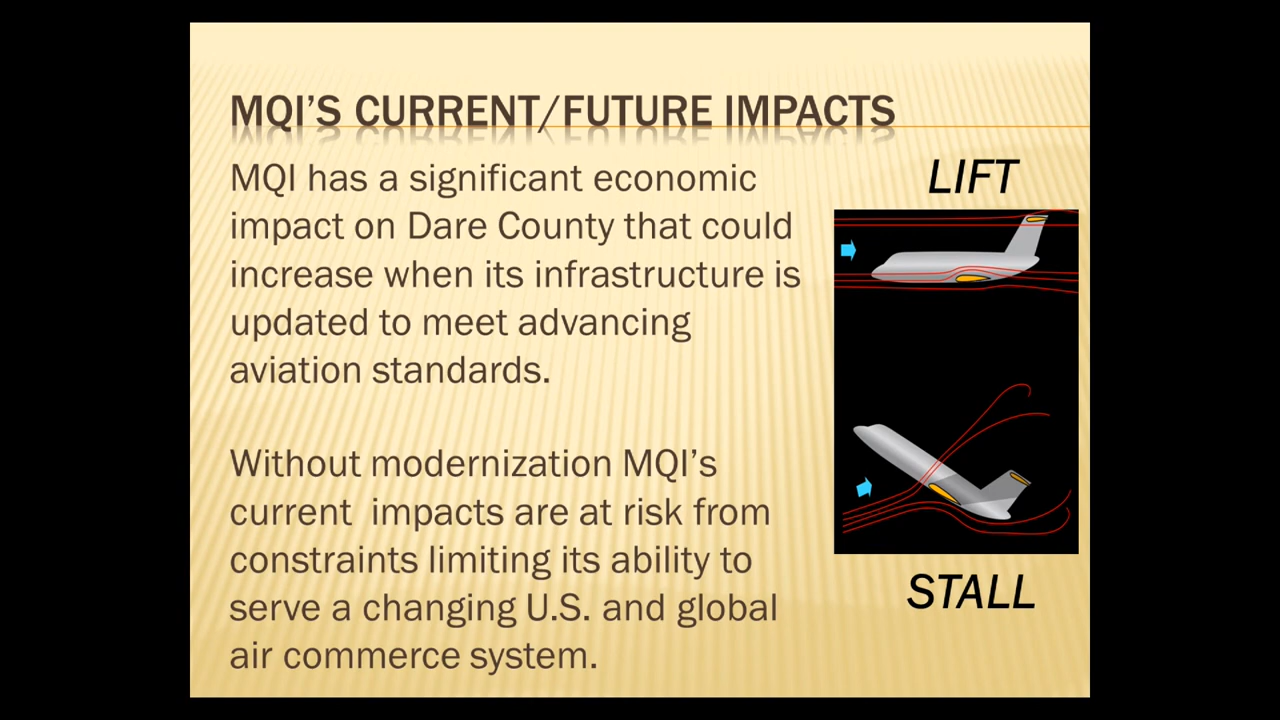 MQI'S CURRENT/FUTURE IMPACTS
MQI has a significant economic
impact on Dare County that could
increase when its infrastructure is
updated to meet advancing
aviation standards.
Without modernization MQI's
current  impacts are at risk from
constraints limiting its ability to
serve a changing U.S. and global
air commerce system.
LIFT
STALL